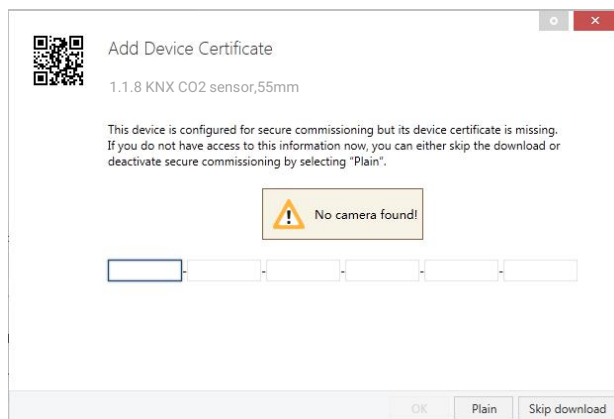 Add Device Certificate
1.1.8 KNX CO2 sensor,55mm
This device is configured for secure commissioning but its device certificate is missing.
If you do not have access to this information now, you can either skip the download or
deactivate secure commissioning by selecting "Plain".
No camera found!
- - - - -
OK Plain Skip download